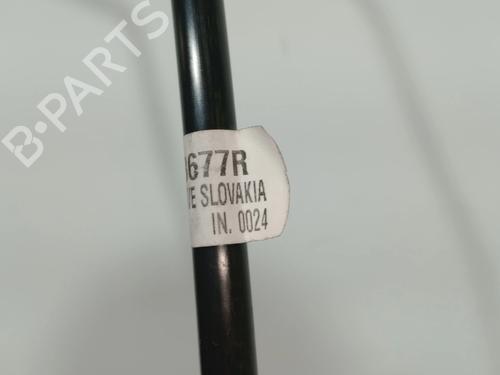 B-PARTS
677R
SLOVAKIA
IN. 0024